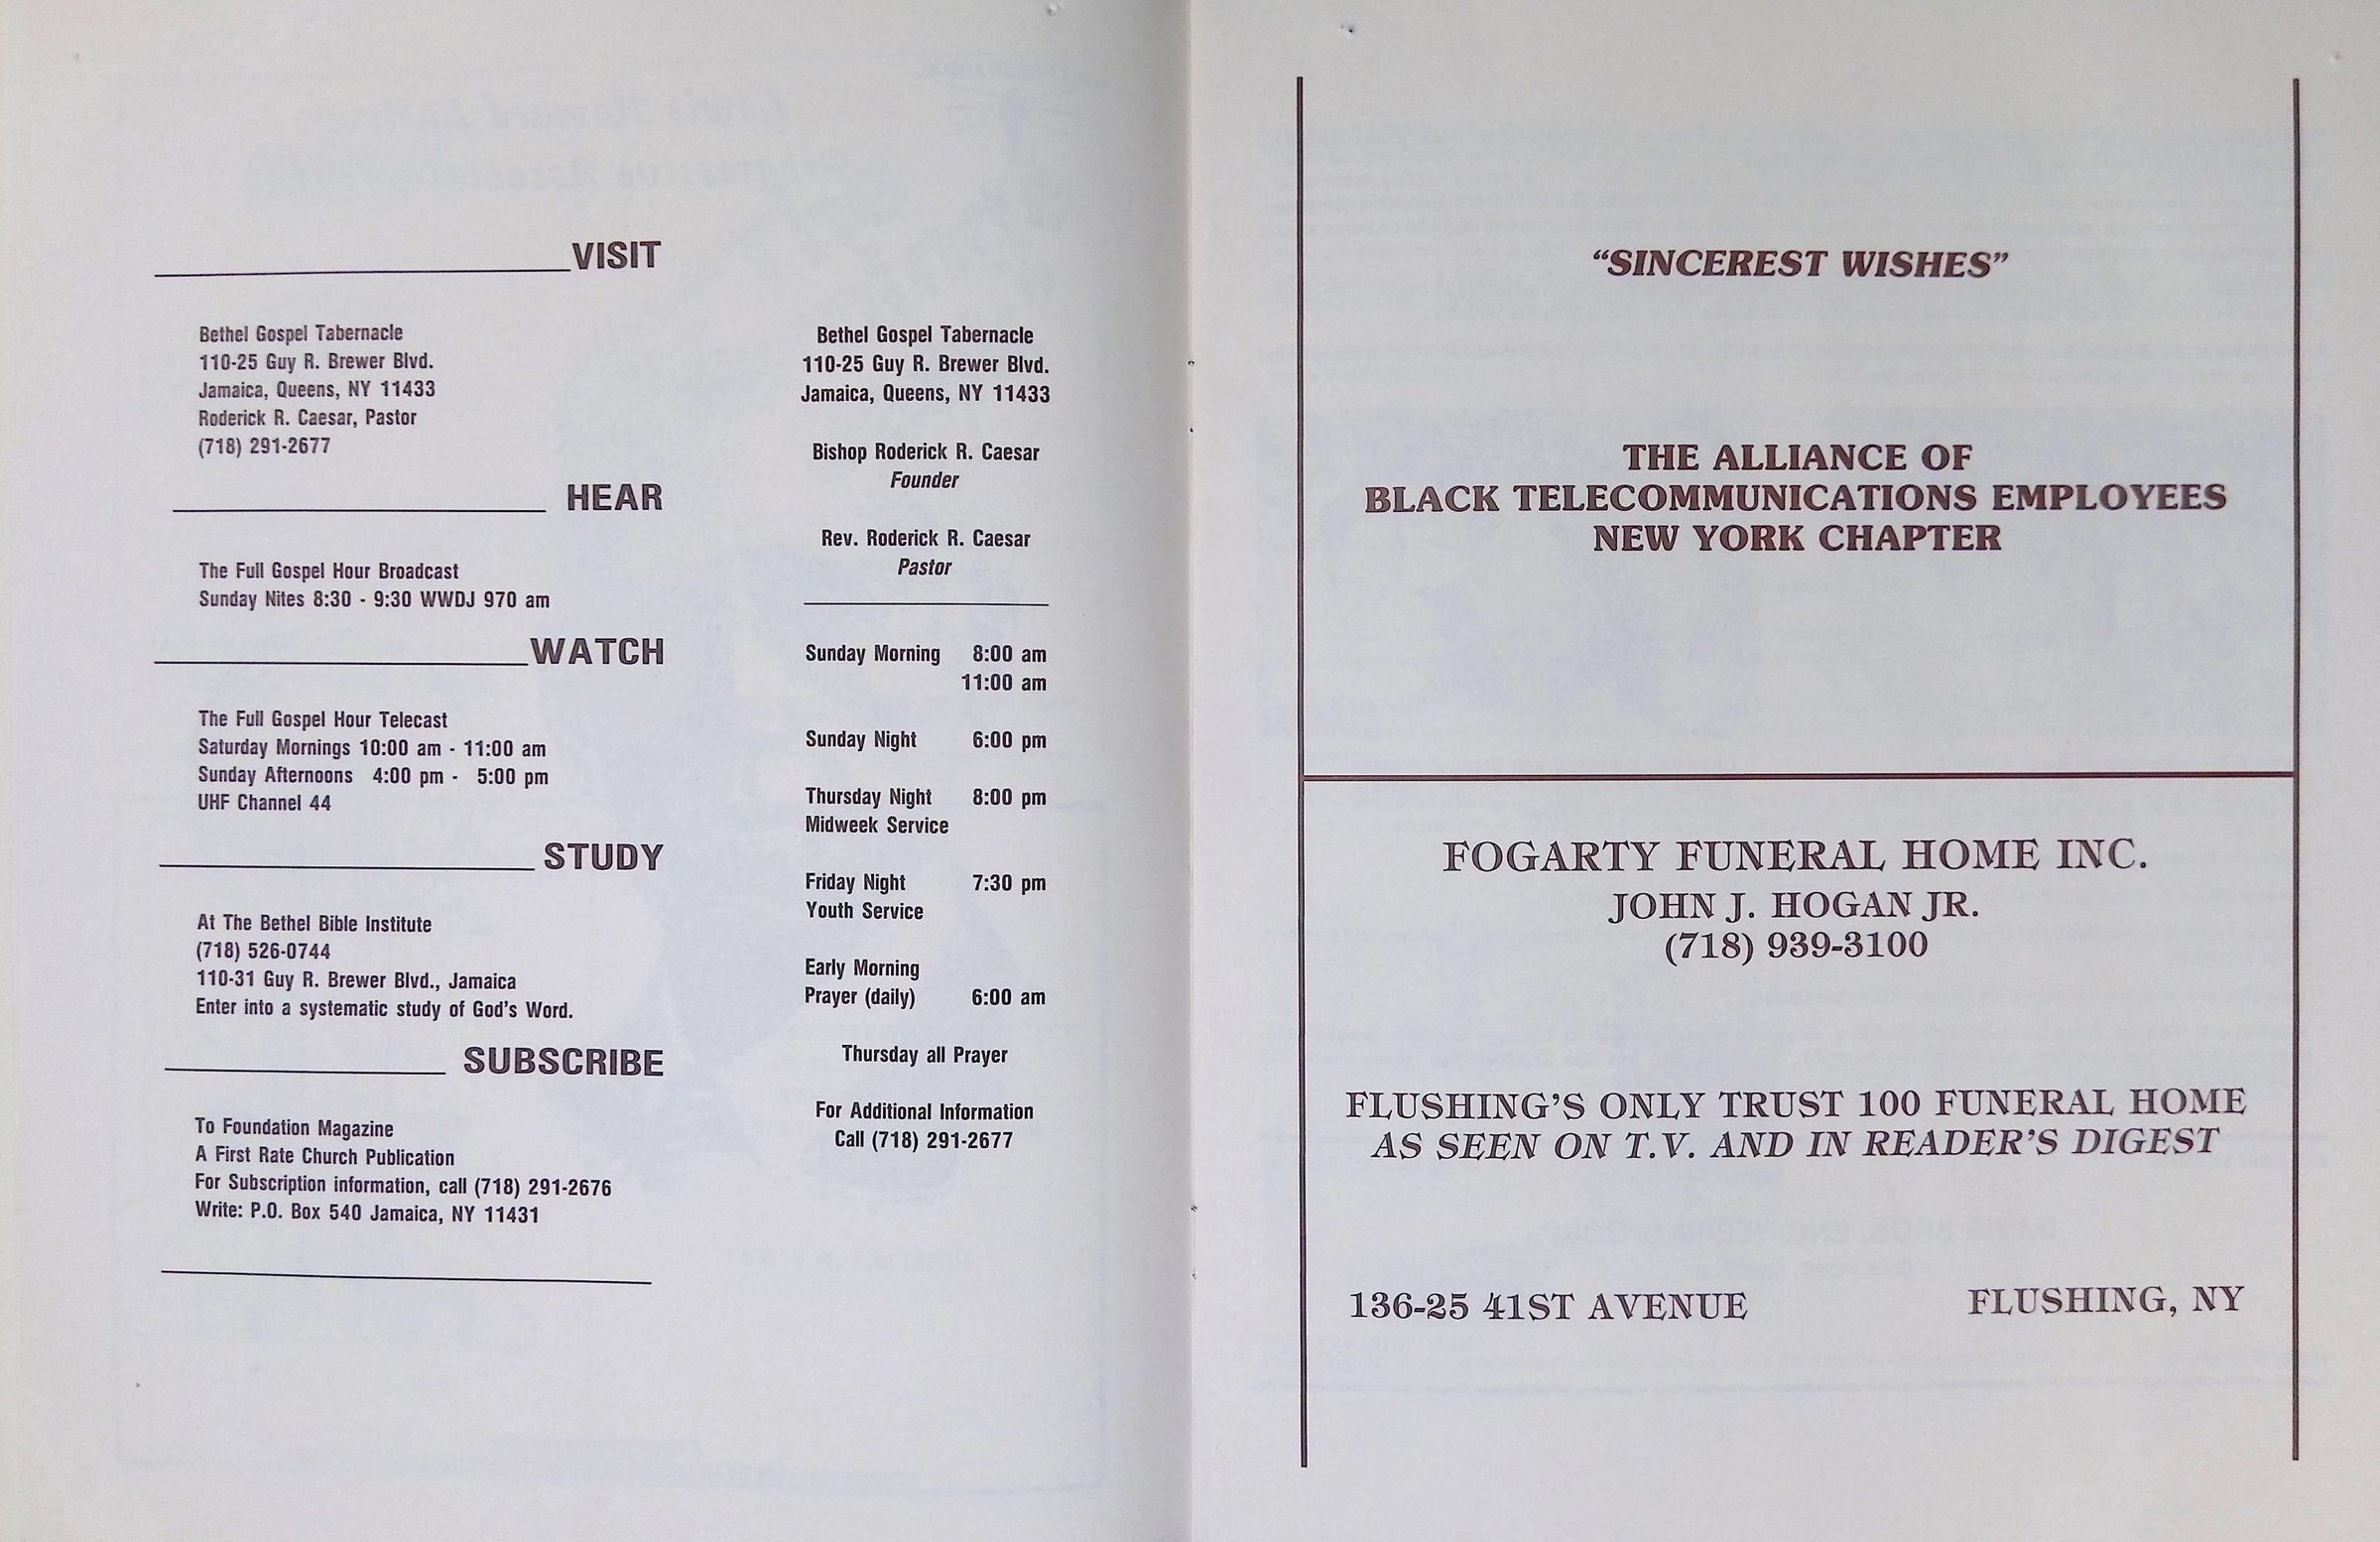 VISIT
Bethel Gospel Tabernacle
110-25 Guy R. Brewer Blvd.
Jamaica, Queens, NY 11433
Roderick R. Caesar, Pastor
(718) 291-2677
HEAR
The Full Gospel Hour Broadcast
Sunday Nites 8:30 - 9:30 WWDJ 970 am
WATCH
The Full Gospel Hour Telecast
Saturday Mornings 10:00 am - 11:00 am
Sunday Afternoons 4:00 pm - 5:00 pm
UHF Channel 44
STUDY
At The Bethel Bible Institute
(718) 526-0744
110-31 Guy R. Brewer Blvd., Jamaica
Enter into a systematic study of God's Word.
SUBSCRIBE
To Foundation Magazine
A First Rate Church Publication
For Subscription information, call (718) 291-2676
Write: P.O. Box 540 Jamaica, NY 11431
Bethel Gospel Tabernacle
110-25 Guy R. Brewer Blvd.
Jamaica, Queens, NY 11433
Bishop Roderick R. Caesar
Founder
Rev. Roderick R. Caesar
Pastor
Sunday Morning 8:00 am
11:00 am
Sunday Night 6:00 pm
Thursday Night 8:00 pm
Midweek Service
Friday Night 7:30 pm
Youth Service
Early Morning
Prayer (daily) 6:00 am
Thursday all Prayer
For Additional Information
Call (718) 291-2677
“SINCEREST WISHES”
THE ALLIANCE OF
BLACK TELECOMMUNICATIONS EMPLOYEES
NEW YORK CHAPTER
FOGARTY FUNERAL HOME INC.
JOHN J. HOGAN JR.
(718) 939-3100
FLUSHING'S ONLY TRUST 100 FUNERAL HOME
AS SEEN ON T.V. AND IN READER'S DIGEST
136-25 41ST AVENUE FLUSHING, NY